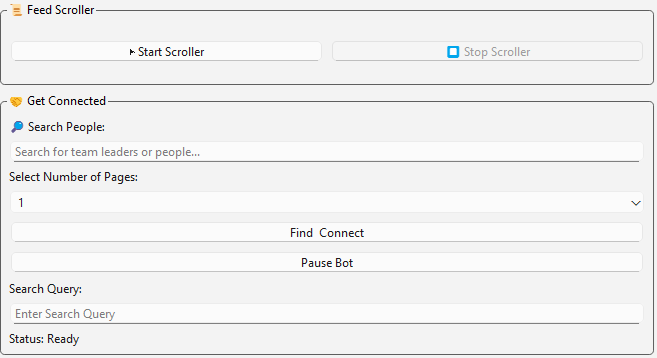 Feed Scroller
Start Scroller
Stop Scroller
Get Connected
Search People:
Search for team leaders or people...
Select Number of Pages:
1
Find  Connect
Pause Bot
Search Query:
Enter Search Query
Status: Ready